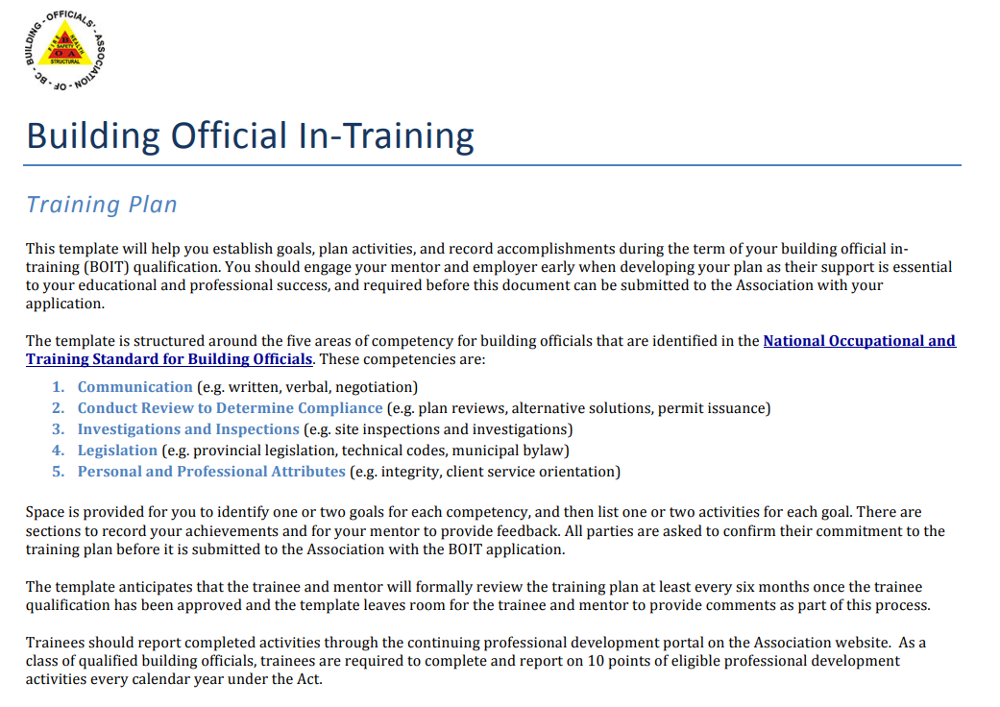 BUILDING · OFFICIALS' · ASSOCIATION · OF · BC ·
FIRE
HEALTH
B
SAFETY
O A
STRUCTURAL
Building Official In-Training
Training Plan
This template will help you establish goals, plan activities, and record accomplishments during the term of your building official in-
training (BOIT) qualification. You should engage your mentor and employer early when developing your plan as their support is essential
to your educational and professional success, and required before this document can be submitted to the Association with your
application.
The template is structured around the five areas of competency for building officials that are identified in the National Occupational and
Training Standard for Building Officials. These competencies are:
1. Communication (e.g. written, verbal, negotiation)
2. Conduct Review to Determine Compliance (e.g. plan reviews, alternative solutions, permit issuance)
3. Investigations and Inspections (e.g. site inspections and investigations)
4. Legislation (e.g. provincial legislation, technical codes, municipal bylaw)
5. Personal and Professional Attributes (e.g. integrity, client service orientation)
Space is provided for you to identify one or two goals for each competency, and then list one or two activities for each goal. There are
sections to record your achievements and for your mentor to provide feedback. All parties are asked to confirm their commitment to the
training plan before it is submitted to the Association with the BOIT application.
The template anticipates that the trainee and mentor will formally review the training plan at least every six months once the trainee
qualification has been approved and the template leaves room for the trainee and mentor to provide comments as part of this process.
Trainees should report completed activities through the continuing professional development portal on the Association website.  As a
class of qualified building officials, trainees are required to complete and report on 10 points of eligible professional development
activities every calendar year under the Act.